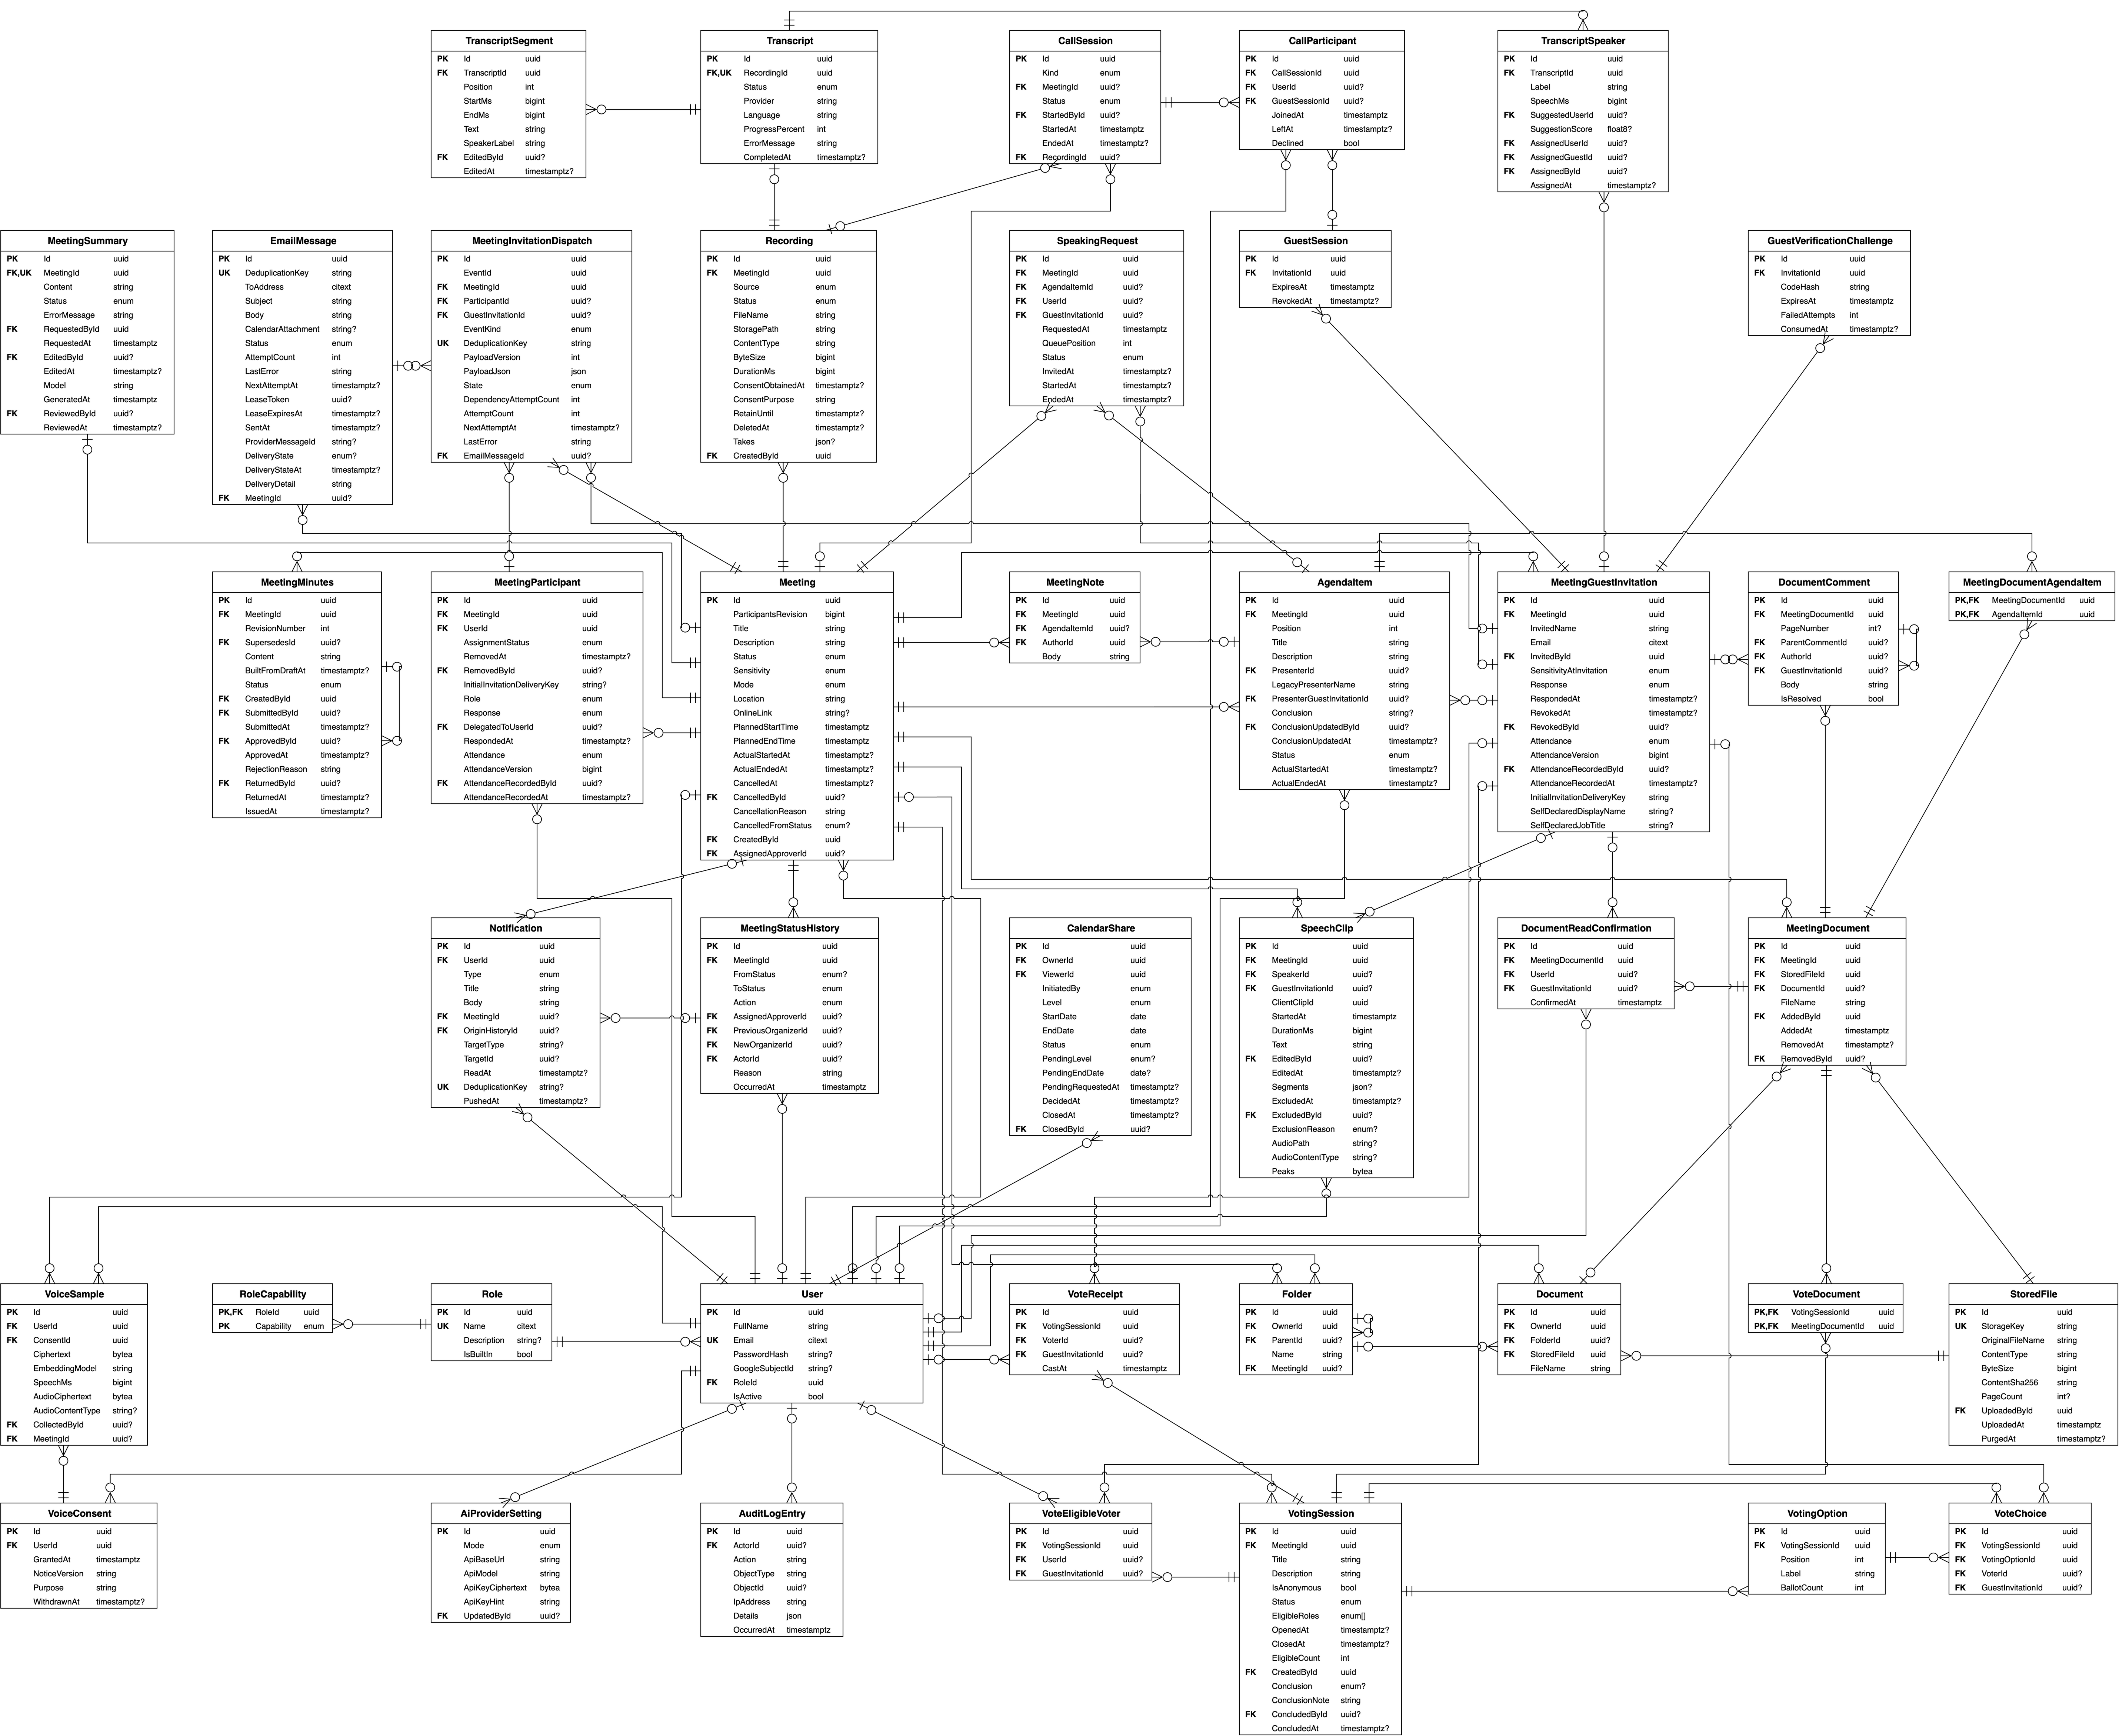 TranscriptSegment
PK Id uuid
FK TranscriptId uuid
Position int
StartMs bigint
EndMs bigint
Text string
SpeakerLabel string
FK EditedById uuid?
EditedAt timestamptz?
Transcript
PK Id uuid
FK,UK RecordingId uuid
Status enum
Provider string
Language string
ProgressPercent int
ErrorMessage string
CompletedAt timestamptz?
CallSession
PK Id uuid
Kind enum
FK MeetingId uuid?
Status enum
FK StartedById uuid?
StartedAt timestamptz
EndedAt timestamptz?
FK RecordingId uuid?
CallParticipant
PK Id uuid
FK CallSessionId uuid
FK UserId uuid?
FK GuestSessionId uuid?
JoinedAt timestamptz
LeftAt timestamptz?
Declined bool
TranscriptSpeaker
PK Id uuid
FK TranscriptId uuid
Label string
SpeechMs bigint
FK SuggestedUserId uuid?
SuggestionScore float8?
FK AssignedUserId uuid?
FK AssignedGuestId uuid?
FK AssignedById uuid?
AssignedAt timestamptz?
MeetingSummary
PK Id uuid
FK,UK MeetingId uuid
Content string
Status enum
ErrorMessage string
FK RequestedById uuid
RequestedAt timestamptz
FK EditedById uuid?
EditedAt timestamptz?
Model string
GeneratedAt timestamptz
FK ReviewedById uuid?
ReviewedAt timestamptz?
EmailMessage
PK Id uuid
UK DeduplicationKey string
ToAddress citext
Subject string
Body string
CalendarAttachment string?
Status enum
AttemptCount int
LastError string
NextAttemptAt timestamptz?
LeaseToken uuid?
LeaseExpiresAt timestamptz?
SentAt timestamptz?
ProviderMessageId string?
DeliveryState enum?
DeliveryStateAt timestamptz?
DeliveryDetail string
FK MeetingId uuid?
MeetingInvitationDispatch
PK Id uuid
EventId uuid
FK MeetingId uuid
FK ParticipantId uuid?
FK GuestInvitationId uuid?
EventKind enum
UK DeduplicationKey string
PayloadVersion int
PayloadJson json
State enum
DependencyAttemptCount int
AttemptCount int
NextAttemptAt timestamptz?
LastError string
FK EmailMessageId uuid?
Recording
PK Id uuid
FK MeetingId uuid
Source enum
Status enum
FileName string
StoragePath string
ContentType string
ByteSize bigint
DurationMs bigint
ConsentObtainedAt timestamptz?
ConsentPurpose string
RetainUntil timestamptz?
DeletedAt timestamptz?
Takes json?
FK CreatedById uuid
SpeakingRequest
PK Id uuid
FK MeetingId uuid
FK AgendaItemId uuid?
FK UserId uuid?
FK GuestInvitationId uuid?
RequestedAt timestamptz
QueuePosition int
Status enum
InvitedAt timestamptz?
StartedAt timestamptz?
EndedAt timestamptz?
GuestSession
PK Id uuid
FK InvitationId uuid
ExpiresAt timestamptz
RevokedAt timestamptz?
GuestVerificationChallenge
PK Id uuid
FK InvitationId uuid
CodeHash string
ExpiresAt timestamptz
FailedAttempts int
ConsumedAt timestamptz?
MeetingMinutes
PK Id uuid
FK MeetingId uuid
RevisionNumber int
FK SupersedesId uuid?
Content string
BuiltFromDraftAt timestamptz?
Status enum
FK CreatedById uuid
FK SubmittedById uuid?
SubmittedAt timestamptz?
FK ApprovedById uuid?
ApprovedAt timestamptz?
RejectionReason string
FK ReturnedById uuid?
ReturnedAt timestamptz?
IssuedAt timestamptz?
MeetingParticipant
PK Id uuid
FK MeetingId uuid
FK UserId uuid
AssignmentStatus enum
RemovedAt timestamptz?
FK RemovedById uuid?
InitialInvitationDeliveryKey string?
Role enum
Response enum
FK DelegatedToUserId uuid?
RespondedAt timestamptz?
Attendance enum
AttendanceVersion bigint
FK AttendanceRecordedById uuid?
AttendanceRecordedAt timestamptz?
Meeting
PK Id uuid
ParticipantsRevision bigint
Title string
Description string
Status enum
Sensitivity enum
Mode enum
Location string
OnlineLink string?
PlannedStartTime timestamptz
PlannedEndTime timestamptz
ActualStartedAt timestamptz?
ActualEndedAt timestamptz?
CancelledAt timestamptz?
FK CancelledById uuid?
CancellationReason string
CancelledFromStatus enum?
FK CreatedById uuid
FK AssignedApproverId uuid?
MeetingNote
PK Id uuid
FK MeetingId uuid
FK AgendaItemId uuid?
FK AuthorId uuid
Body string
AgendaItem
PK Id uuid
FK MeetingId uuid
Position int
Title string
Description string
FK PresenterId uuid?
LegacyPresenterName string
FK PresenterGuestInvitationId uuid?
Conclusion string?
FK ConclusionUpdatedById uuid?
ConclusionUpdatedAt timestamptz?
Status enum
ActualStartedAt timestamptz?
ActualEndedAt timestamptz?
MeetingGuestInvitation
PK Id uuid
FK MeetingId uuid
InvitedName string
Email citext
FK InvitedById uuid
SensitivityAtInvitation enum
Response enum
RespondedAt timestamptz?
RevokedAt timestamptz?
FK RevokedById uuid?
Attendance enum
AttendanceVersion bigint
FK AttendanceRecordedById uuid?
AttendanceRecordedAt timestamptz?
InitialInvitationDeliveryKey string
SelfDeclaredDisplayName string?
SelfDeclaredJobTitle string?
DocumentComment
PK Id uuid
FK MeetingDocumentId uuid
PageNumber int?
FK ParentCommentId uuid?
FK AuthorId uuid?
FK GuestInvitationId uuid?
Body string
IsResolved bool
MeetingDocumentAgendaItem
PK,FK MeetingDocumentId uuid
PK,FK AgendaItemId uuid
Notification
PK Id uuid
FK UserId uuid
Type enum
Title string
Body string
FK MeetingId uuid?
FK OriginHistoryId uuid?
TargetType string?
TargetId uuid?
ReadAt timestamptz?
UK DeduplicationKey string?
PushedAt timestamptz?
MeetingStatusHistory
PK Id uuid
FK MeetingId uuid
FromStatus enum?
ToStatus enum
Action enum
FK AssignedApproverId uuid?
FK PreviousOrganizerId uuid?
FK NewOrganizerId uuid?
FK ActorId uuid?
Reason string
OccurredAt timestamptz
CalendarShare
PK Id uuid
FK OwnerId uuid
FK ViewerId uuid
InitiatedBy enum
Level enum
StartDate date
EndDate date
Status enum
PendingLevel enum?
PendingEndDate date?
PendingRequestedAt timestamptz?
DecidedAt timestamptz?
ClosedAt timestamptz?
FK ClosedById uuid?
SpeechClip
PK Id uuid
FK MeetingId uuid
FK SpeakerId uuid?
FK GuestInvitationId uuid?
ClientClipId uuid
StartedAt timestamptz
DurationMs bigint
Text string
FK EditedById uuid?
EditedAt timestamptz?
Segments json?
ExcludedAt timestamptz?
FK ExcludedById uuid?
ExclusionReason enum?
AudioPath string?
AudioContentType string?
Peaks bytea
DocumentReadConfirmation
PK Id uuid
FK MeetingDocumentId uuid
FK UserId uuid?
FK GuestInvitationId uuid?
ConfirmedAt timestamptz
MeetingDocument
PK Id uuid
FK MeetingId uuid
FK StoredFileId uuid
FK DocumentId uuid?
FileName string
FK AddedById uuid
AddedAt timestamptz
RemovedAt timestamptz?
FK RemovedById uuid?
VoiceSample
PK Id uuid
FK UserId uuid
FK ConsentId uuid
Ciphertext bytea
EmbeddingModel string
SpeechMs bigint
AudioCiphertext bytea
AudioContentType string?
FK CollectedById uuid?
FK MeetingId uuid?
RoleCapability
PK,FK RoleId uuid
PK Capability enum
Role
PK Id uuid
UK Name citext
Description string?
IsBuiltIn bool
User
PK Id uuid
FullName string
UK Email citext
PasswordHash string?
GoogleSubjectId string?
FK RoleId uuid
IsActive bool
VoteReceipt
PK Id uuid
FK VotingSessionId uuid
FK VoterId uuid?
FK GuestInvitationId uuid?
CastAt timestamptz
Folder
PK Id uuid
FK OwnerId uuid
FK ParentId uuid?
Name string
FK MeetingId uuid?
Document
PK Id uuid
FK OwnerId uuid
FK FolderId uuid?
FK StoredFileId uuid
FileName string
VoteDocument
PK,FK VotingSessionId uuid
PK,FK MeetingDocumentId uuid
StoredFile
PK Id uuid
UK StorageKey string
OriginalFileName string
ContentType string
ByteSize bigint
ContentSha256 string
PageCount int?
FK UploadedById uuid
UploadedAt timestamptz
PurgedAt timestamptz?
VoiceConsent
PK Id uuid
FK UserId uuid
GrantedAt timestamptz
NoticeVersion string
Purpose string
WithdrawnAt timestamptz?
AiProviderSetting
PK Id uuid
Mode enum
ApiBaseUrl string
ApiModel string
ApiKeyCiphertext bytea
ApiKeyHint string
FK UpdatedById uuid?
AuditLogEntry
PK Id uuid
FK ActorId uuid?
Action string
ObjectType string
ObjectId uuid?
IpAddress string
Details json
OccurredAt timestamptz
VoteEligibleVoter
PK Id uuid
FK VotingSessionId uuid
FK UserId uuid?
FK GuestInvitationId uuid?
VotingSession
PK Id uuid
FK MeetingId uuid
Title string
Description string
IsAnonymous bool
Status enum
EligibleRoles enum[]
OpenedAt timestamptz?
ClosedAt timestamptz?
EligibleCount int
FK CreatedById uuid
Conclusion enum?
ConclusionNote string
FK ConcludedById uuid?
ConcludedAt timestamptz?
VotingOption
PK Id uuid
FK VotingSessionId uuid
Position int
Label string
BallotCount int
VoteChoice
PK Id uuid
FK VotingSessionId uuid
FK VotingOptionId uuid
FK VoterId uuid?
FK GuestInvitationId uuid?